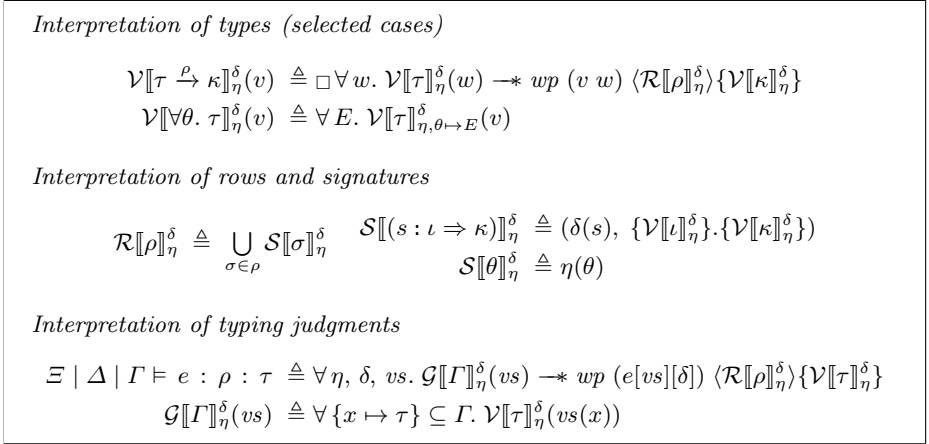 Interpretation of types (selected cases)
𝒱⟦τ →^ρ κ⟧^δ_η(v) ≜ □ ∀ w. 𝒱⟦τ⟧^δ_η(w) −∗ wp (v w) ⟨ℛ⟦ρ⟧^δ_η⟩{𝒱⟦κ⟧^δ_η}
𝒱⟦∀θ. τ⟧^δ_η(v) ≜ ∀ E. 𝒱⟦τ⟧^δ_{η,θ↦E}(v)
Interpretation of rows and signatures
ℛ⟦ρ⟧^δ_η ≜ ⋃_{σ∈ρ} 𝒮⟦σ⟧^δ_η 𝒮⟦(s : ι ⇒ κ)⟧^δ_η ≜ (δ(s), {𝒱⟦ι⟧^δ_η}.{𝒱⟦κ⟧^δ_η})
𝒮⟦θ⟧^δ_η ≜ η(θ)
Interpretation of typing judgments
Ξ | Δ | Γ ⊨ e : ρ : τ ≜ ∀ η, δ, vs. 𝒢⟦Γ⟧^δ_η(vs) −∗ wp (e[vs][δ]) ⟨ℛ⟦ρ⟧^δ_η⟩{𝒱⟦τ⟧^δ_η}
𝒢⟦Γ⟧^δ_η(vs) ≜ ∀ {x ↦ τ} ⊆ Γ. 𝒱⟦τ⟧^δ_η(vs(x))